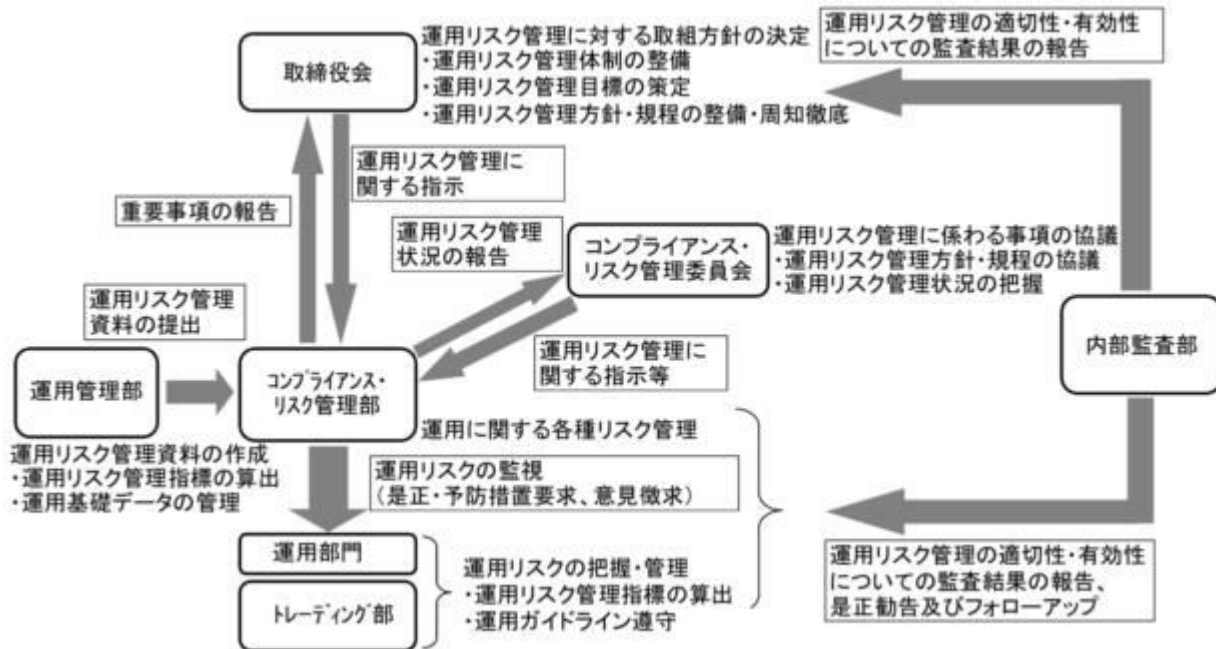 取締役会
運用リスク管理に対する取組方針の決定
・運用リスク管理体制の整備
・運用リスク管理目標の策定
・運用リスク管理方針・規程の整備・周知徹底
運用リスク管理の適切性・有効性
についての監査結果の報告
運用リスク管理に
関する指示
重要事項の報告
運用リスク管理
状況の報告
コンプライアンス・
リスク管理委員会
運用リスク管理に係わる事項の協議
・運用リスク管理方針・規程の協議
・運用リスク管理状況の把握
運用リスク管理
資料の提出
運用リスク管理に
関する指示等
内部監査部
運用管理部
コンプライアンス・
リスク管理部
運用に関する各種リスク管理
運用リスク管理資料の作成
・運用リスク管理指標の算出
・運用基礎データの管理
運用リスクの監視
（是正・予防措置要求、意見徴求）
運用部門
トレーディング部
運用リスクの把握・管理
・運用リスク管理指標の算出
・運用ガイドライン遵守
運用リスク管理の適切性・有効性
についての監査結果の報告、
是正勧告及びフォローアップ